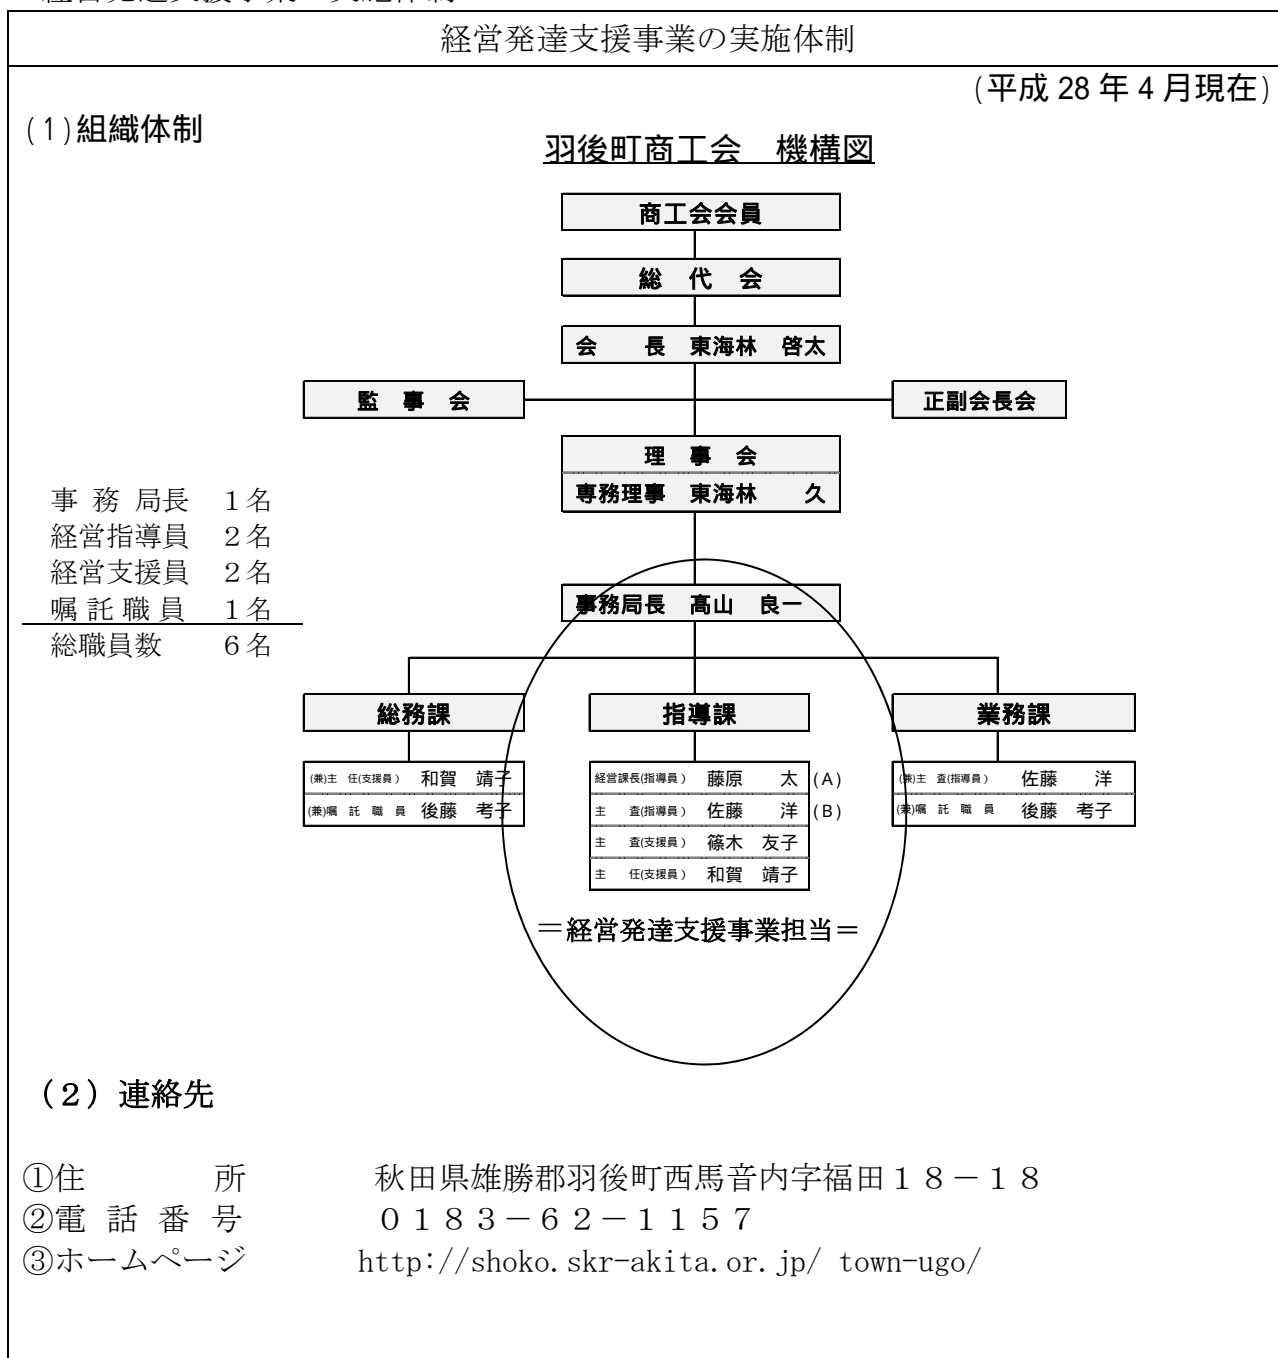 経営発達支援事業の実施体制
(平成 28 年 4 月現在)
(1)組織体制
羽後町商工会　機構図
商工会会員
総　代　会
会　　長　東海林　啓太
監　事　会
正副会長会
理　事　会
専務理事　東海林　　久
事 務 局長　１名
経営指導員　２名
経営支援員　２名
嘱 託 職 員　１名
総職員数　　６名
事務局長　髙山　良一
総務課
指導課
業務課
(兼)主　任(支援員)　和賀　靖子
(兼)嘱　託　職　員　後藤　考子
経営課長(指導員)　藤原　　太 (A)
主　　査(指導員)　佐藤　　洋 (B)
主　　査(支援員)　篠木　友子
主　　任(支援員)　和賀　靖子
(兼)主　査(指導員)　佐藤　　洋
(兼)嘱　託　職　員　後藤　考子
＝経営発達支援事業担当＝
（２）連絡先
①住　　　　所　　　　秋田県雄勝郡羽後町西馬音内字福田１８－１８
②電 話 番 号　　　　０１８３－６２－１１５７
③ホームページ　　　http://shoko.skr-akita.or.jp/ town-ugo/